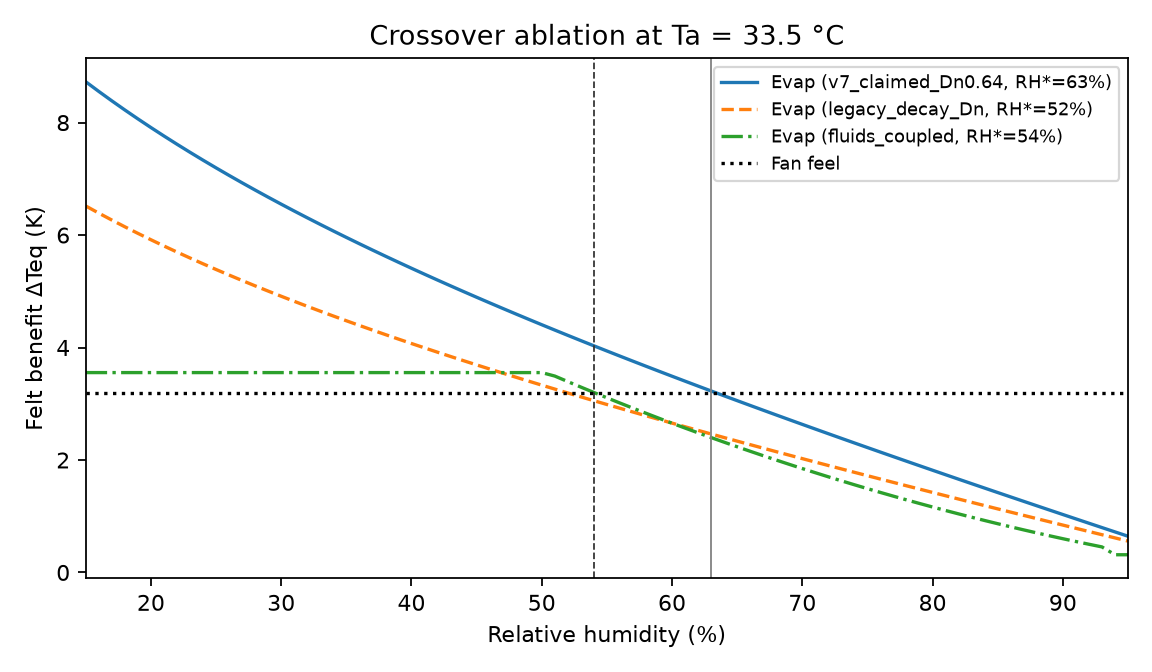 Crossover ablation at Ta = 33.5 °C
Evap (v7_claimed_Dn0.64, RH*=63%)
Evap (legacy_decay_Dn, RH*=52%)
Evap (fluids_coupled, RH*=54%)
Fan feel
Felt benefit ΔTeq (K)
8
6
4
2
0
20 30 40 50 60 70 80 90
Relative humidity (%)